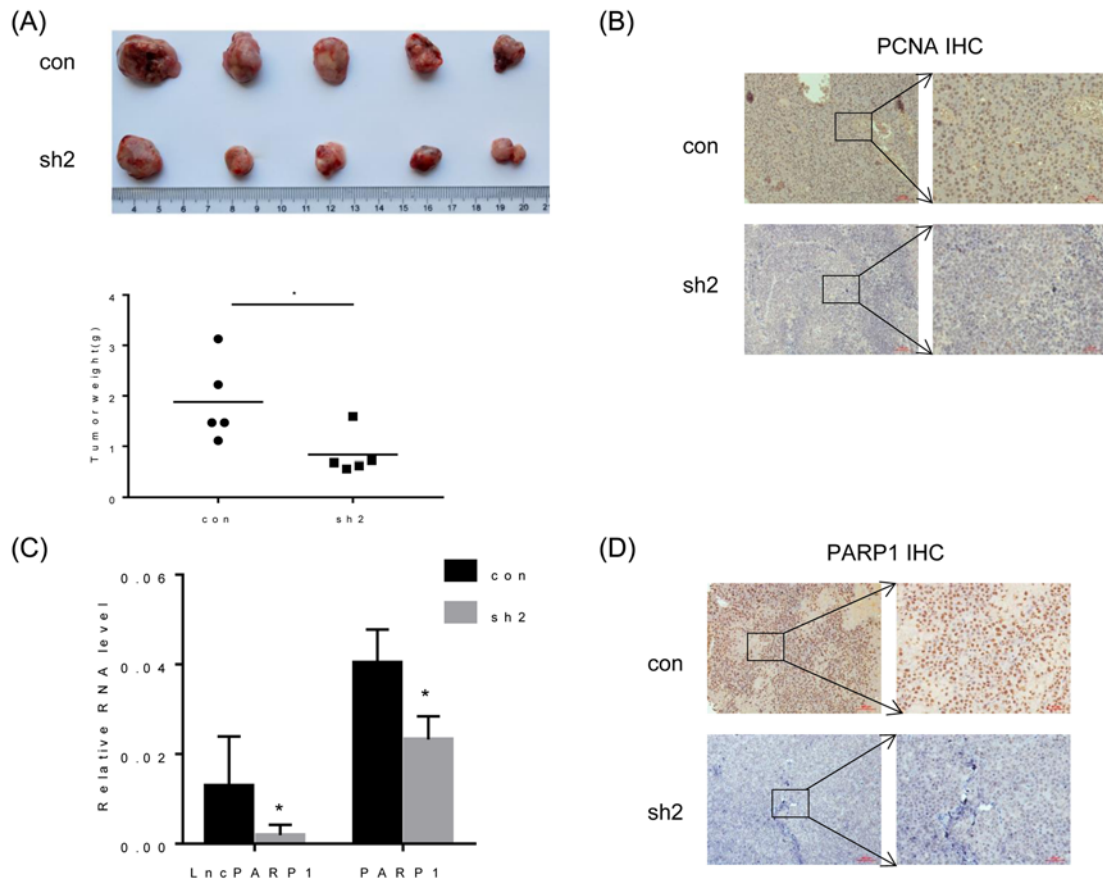 (A)
con
sh2
4 5 6 7 8 9 10 11 12 13 14 15 16 17 18 19 20 21
Tumor weight(g)
4
3
2
1
0
*
con
sh2
(B)
PCNA IHC
con
sh2
(C)
Relative RNA level
0.06
0.04
0.02
0.00
con
sh2
*
*
LncPARP1
PARP1
(D)
PARP1 IHC
con
sh2